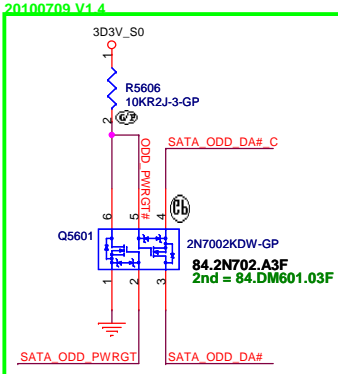 20100709 V1.4
3D3V_S0
1
R5606
10KR2J-3-GP
2
ODD_PWRGT#
SATA_ODD_DA#_C
6
5
4
Q5601
2N7002KDW-GP
84.2N702.A3F
2nd = 84.DM601.03F
1
2
3
SATA_ODD_PWRGT
SATA_ODD_DA#